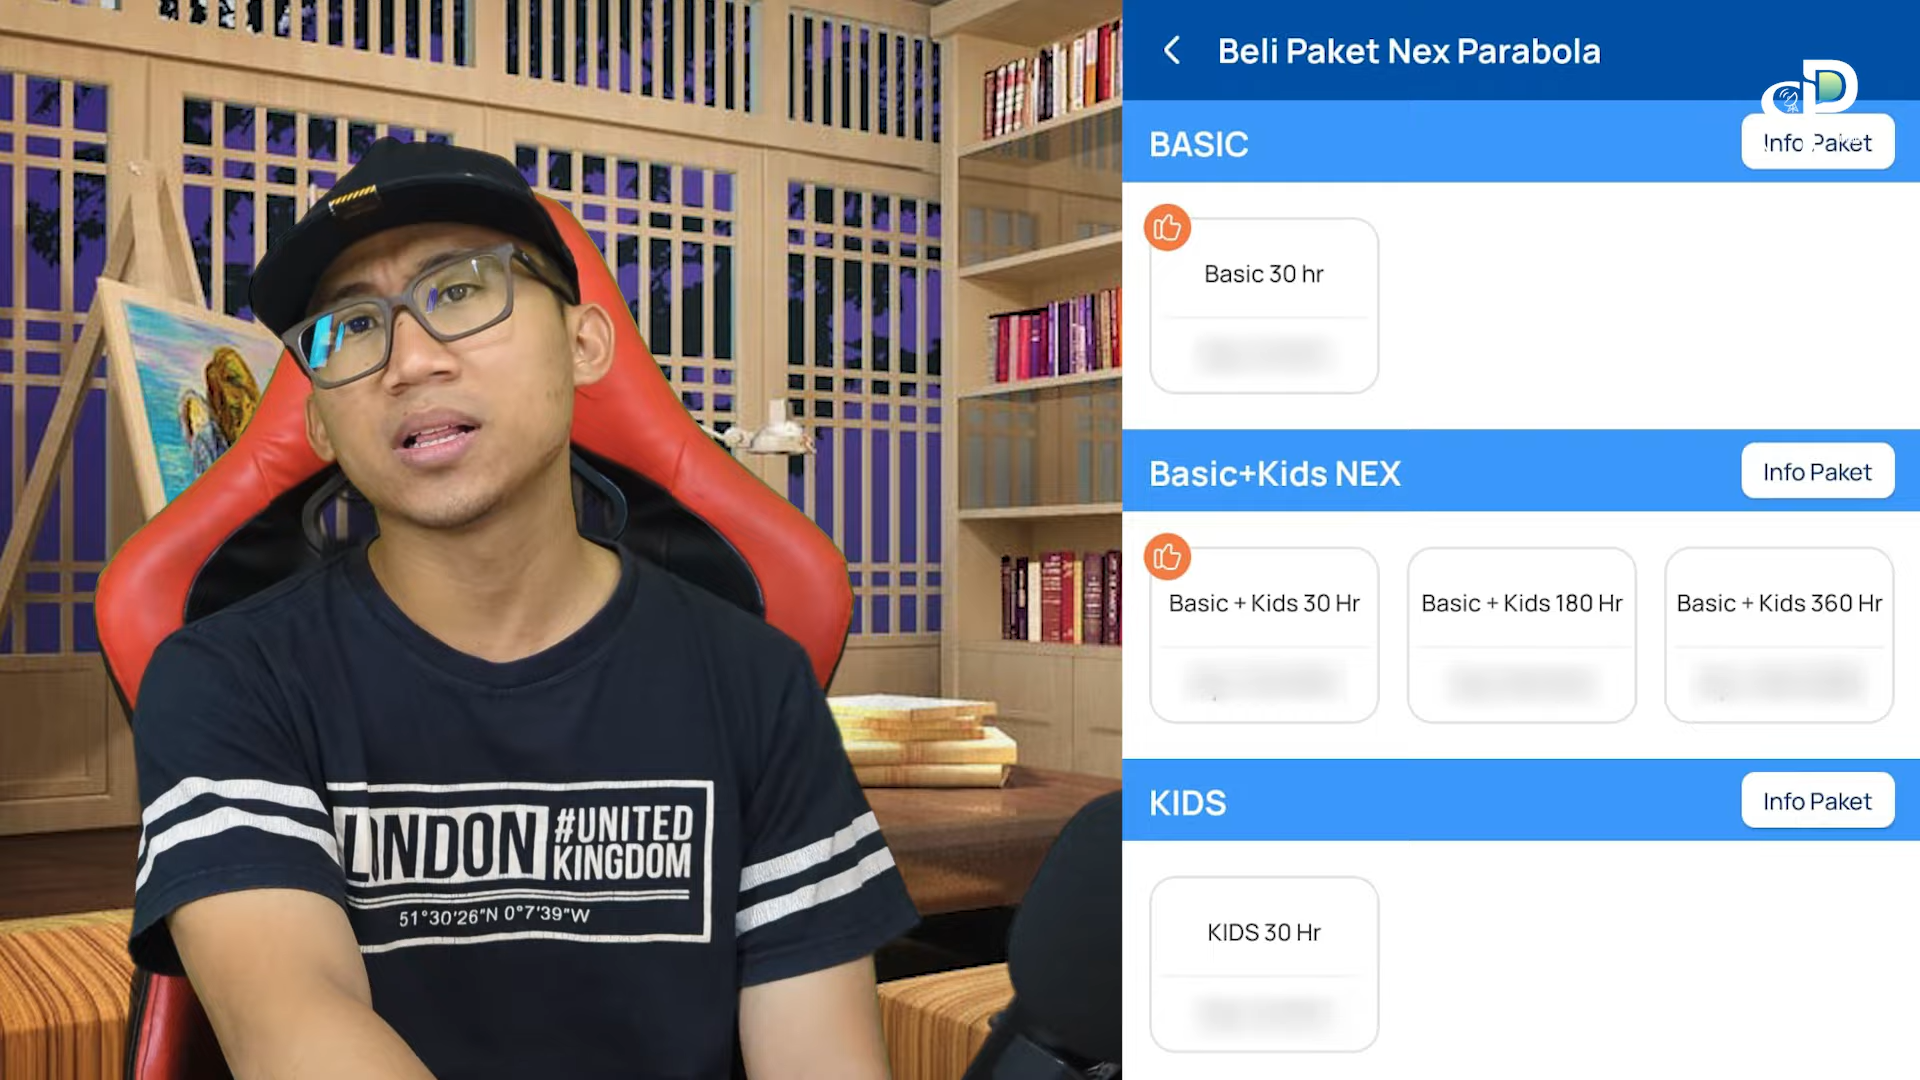 Beli Paket Nex Parabola
BASIC
Info Paket
Basic 30 hr
Basic+Kids NEX
Info Paket
Basic + Kids 30 Hr
Basic + Kids 180 Hr
Basic + Kids 360 Hr
KIDS
Info Paket
KIDS 30 Hr
LONDON
#UNITED
KINGDOM
51°30'26"N 0°7'39"W